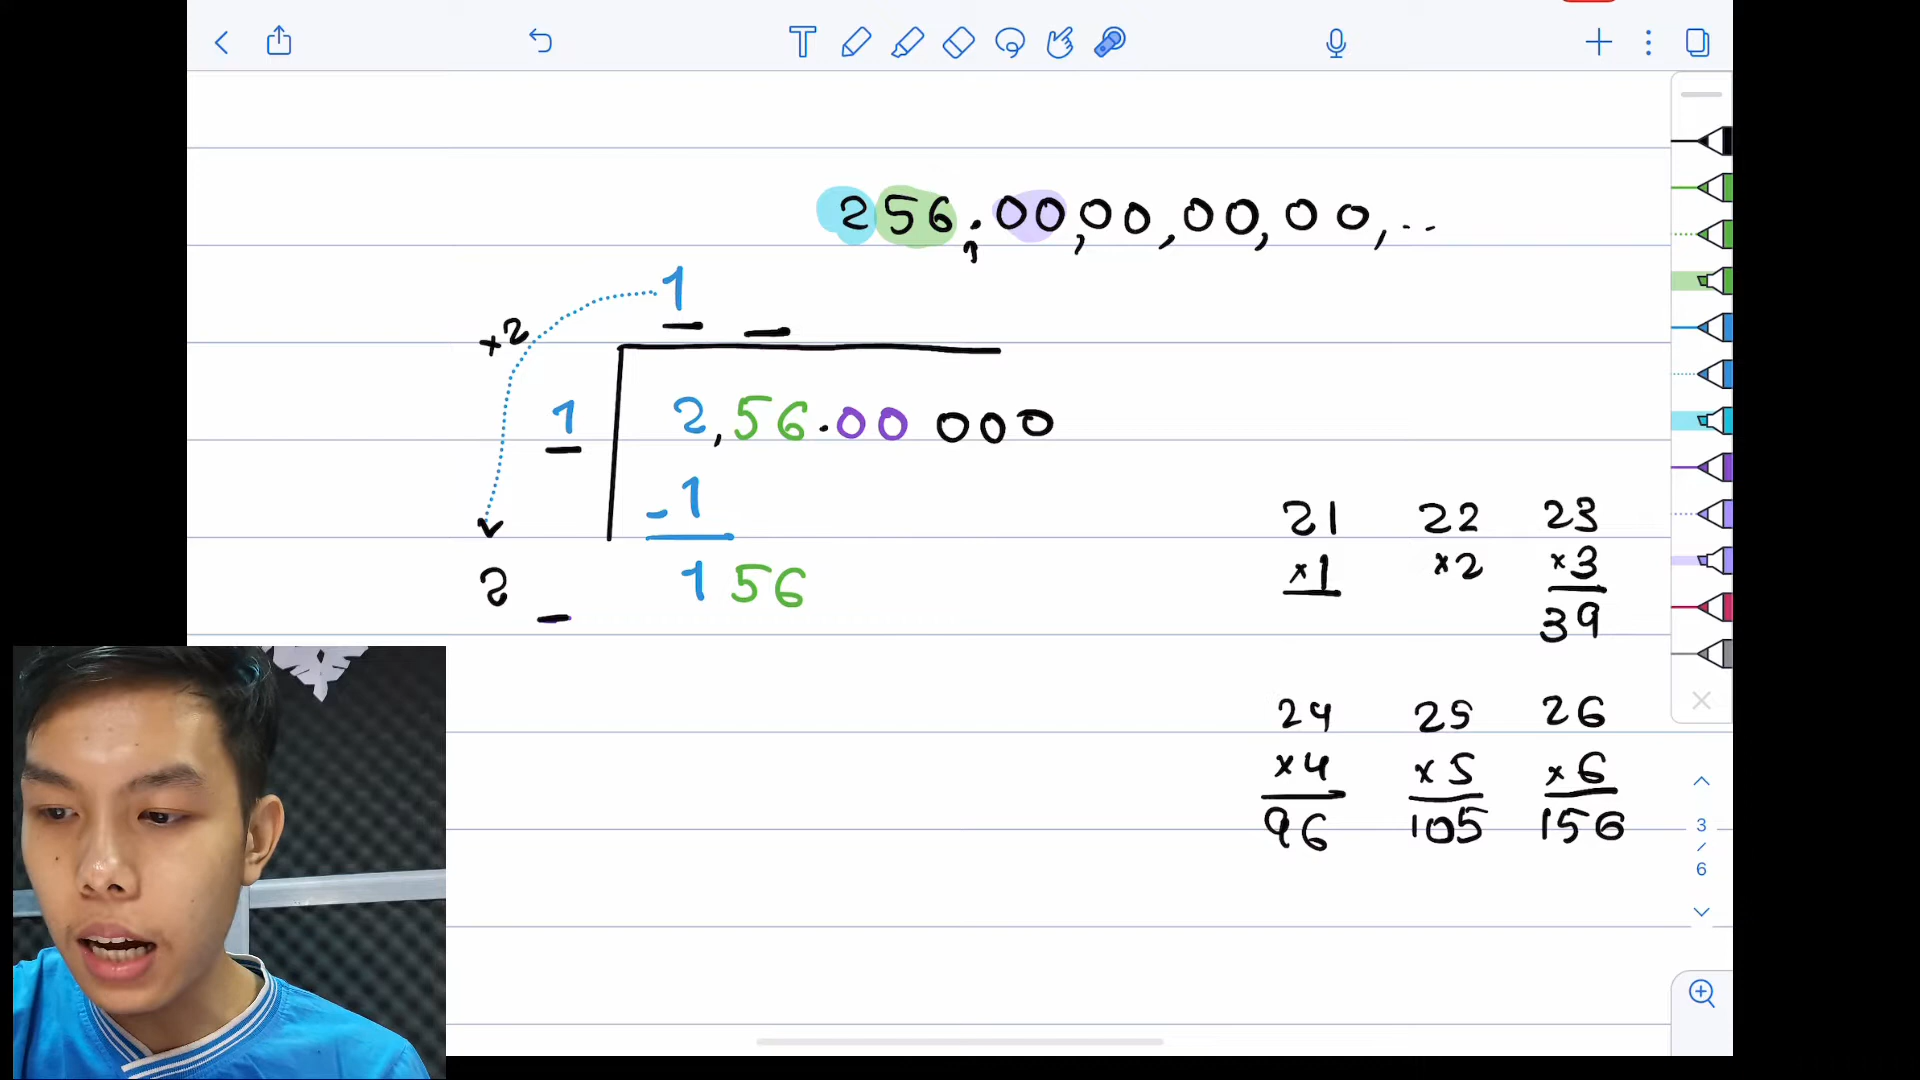 256.00,00,00,00,..
1
×2
1 2,56.00 000
-1
2 _ 156
21 22 23
×1 ×2 ×3
39
24 25 26
×4 ×5 ×6
96 105 156
T
3
/
6